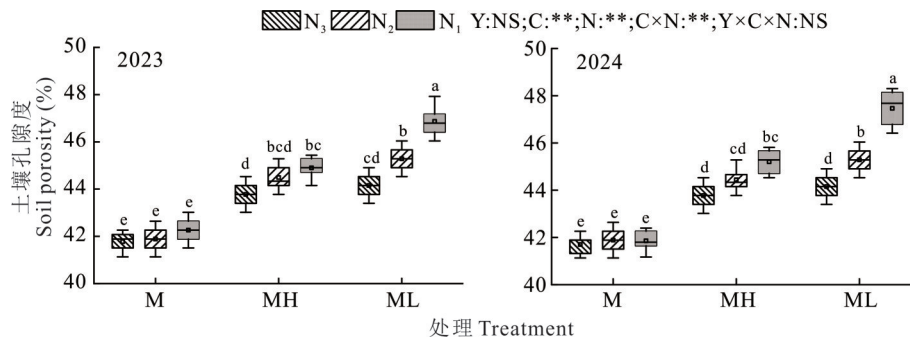 N₃ N₂ N₁ Y:NS;C:**;N:**;C×N:**;Y×C×N:NS
土壤孔隙度
Soil porosity (%)
50
48
46
44
42
40
2023
e e e d bcd bc cd b a
M MH ML
50
48
46
44
42
40
2024
e e e d cd bc d b a
M MH ML
处理 Treatment